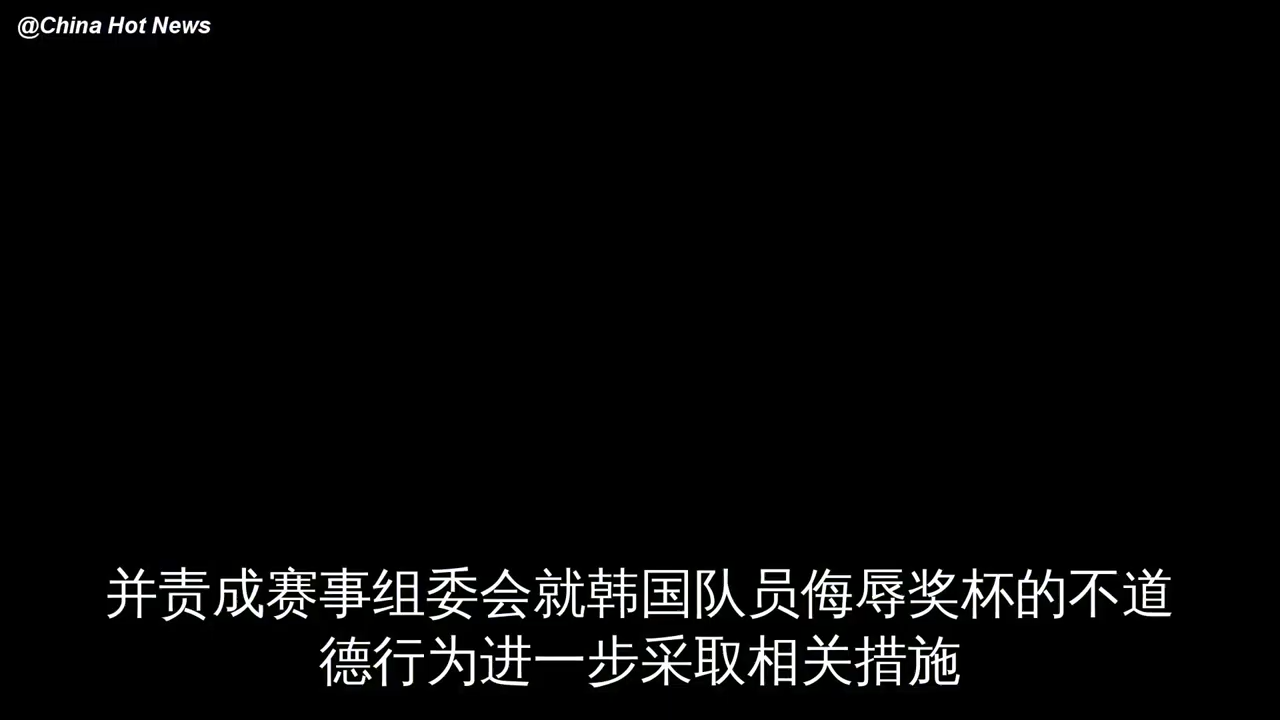 @China Hot News
并责成赛事组委会就韩国队员侮辱奖杯的不道
德行为进一步采取相关措施